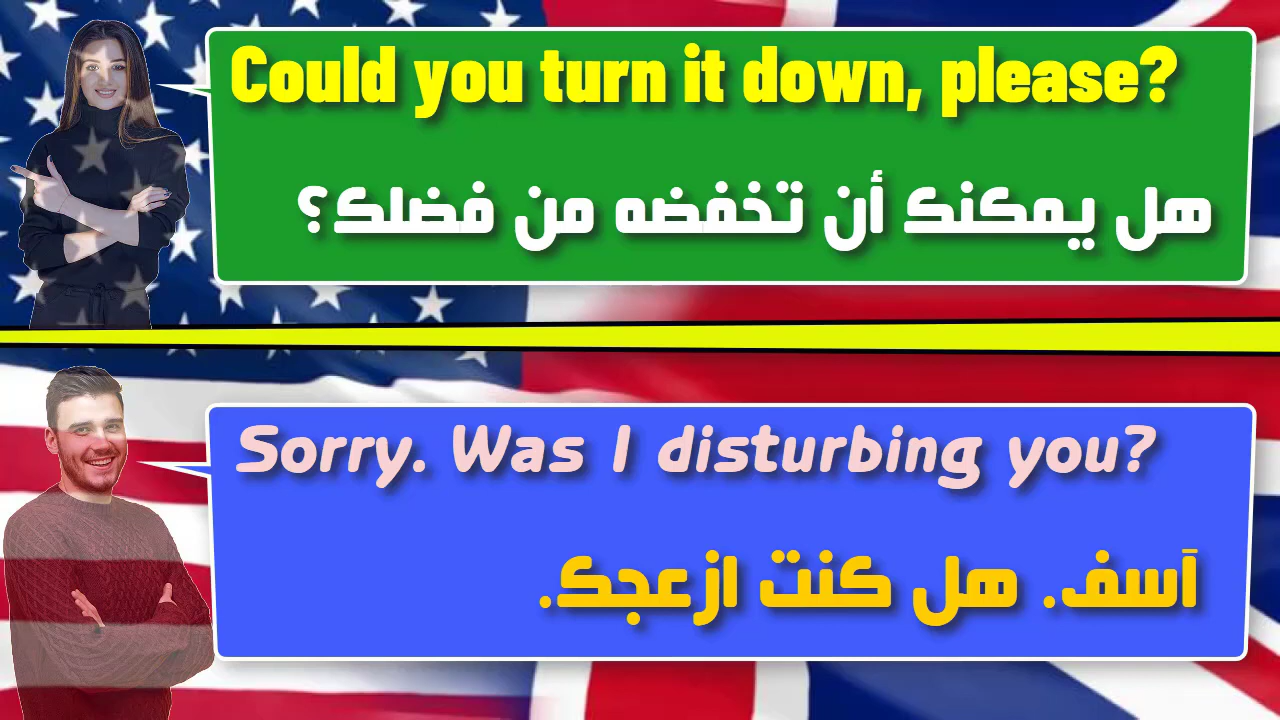 Could you turn it down, please?
هل يمكنك أن تخفضه من فضلك؟
Sorry. Was I disturbing you?
آسف. هل كنت ازعجك.